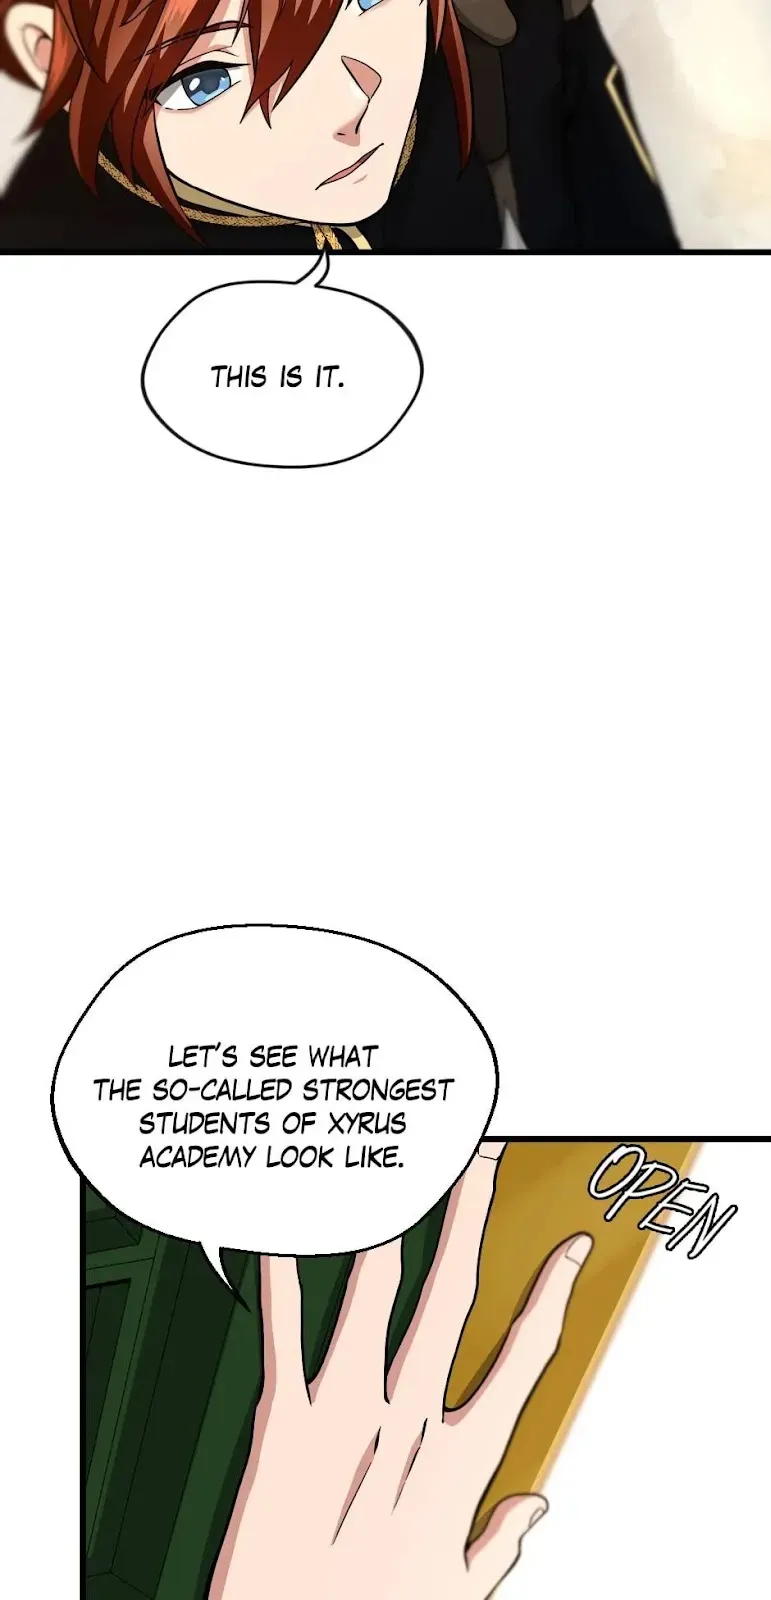 THIS IS IT.
LET'S SEE WHAT
THE SO-CALLED STRONGEST
STUDENTS OF XYRUS
ACADEMY LOOK LIKE.
OPEN